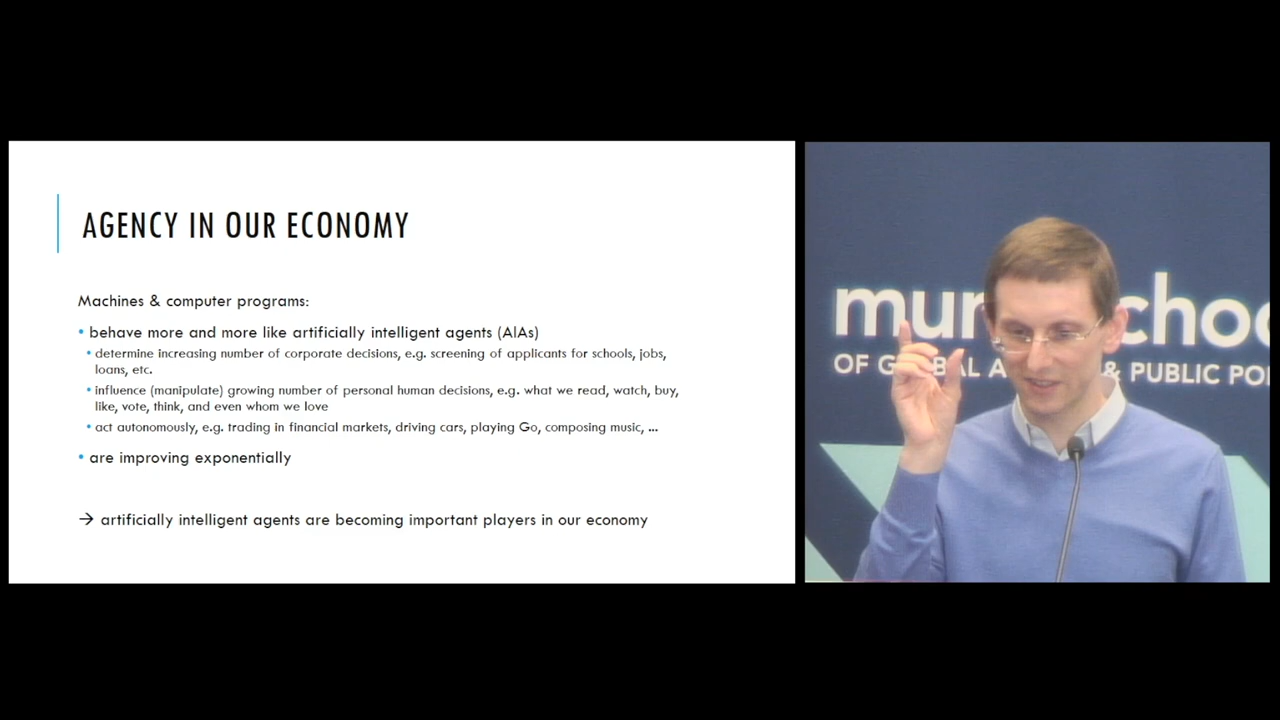 AGENCY IN OUR ECONOMY
Machines & computer programs:
• behave more and more like artificially intelligent agents (AIAs)
• determine increasing number of corporate decisions, e.g. screening of applicants for schools, jobs,
loans, etc.
• influence (manipulate) growing number of personal human decisions, e.g. what we read, watch, buy,
like, vote, think, and even whom we love
• act autonomously, e.g. trading in financial markets, driving cars, playing Go, composing music, ...
• are improving exponentially
→ artificially intelligent agents are becoming important players in our economy
OF & PUBLIC